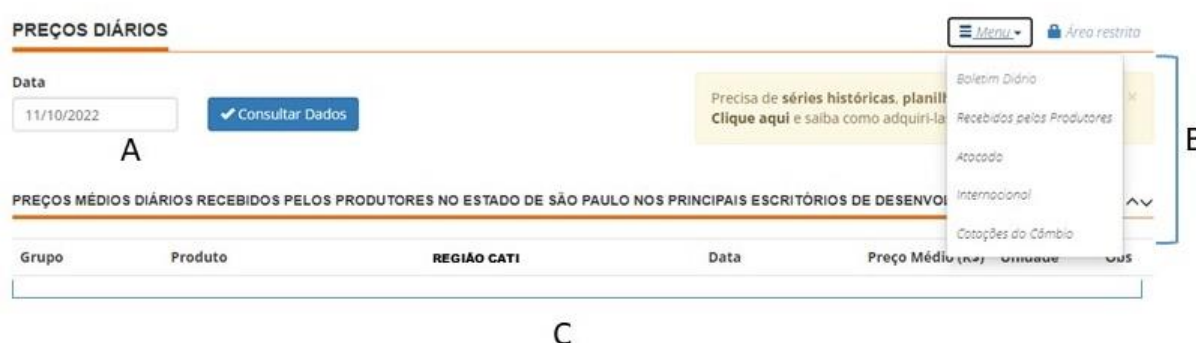 PREÇOS DIÁRIOS
Menu
Área restrita
Data
11/10/2022
Consultar Dados
A
Precisa de séries históricas, planilh
Clique aqui e saiba como adquiri-la
×
Boletim Diário
Recebidos pelos Produtores
Atacado
Internacional
Cotações do Câmbio
PREÇOS MÉDIOS DIÁRIOS RECEBIDOS PELOS PRODUTORES NO ESTADO DE SÃO PAULO NOS PRINCIPAIS ESCRITÓRIOS DE DESENVOL
Grupo Produto REGIÃO CATI Data Preço Médio (R$) Unidade Obs
C